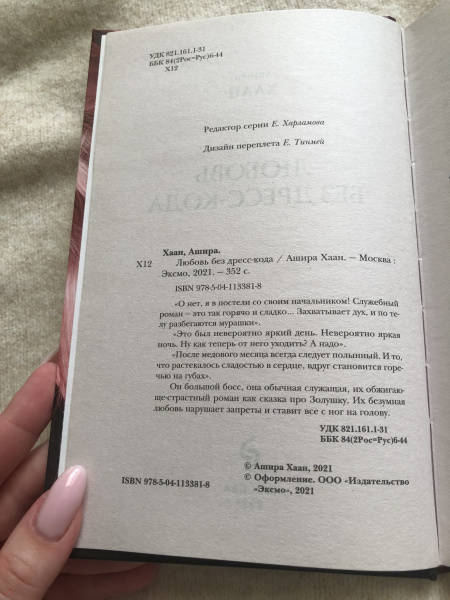 УДК 821.161.1-31
ББК 84(2Рос=Рус)6-44
Х12
Редактор серии Е. Харламова
Дизайн переплета Е. Тинмей
Хаан, Ашира.
Х12 Любовь без дресс-кода / Ашира Хаан. — Москва :
Эксмо, 2021. — 352 с.
ISBN 978-5-04-113381-8
«О нет, я в постели со своим начальником! Служебный
роман — это так горячо и сладко... Захватывает дух, и по те-
лу разбегаются мурашки».
«Это был невероятно яркий день. Невероятно яркая
ночь. Ну как теперь от него уходить? А надо».
«После медового месяца всегда следует полынный. И то,
что растекалось сладостью в сердце, вдруг становится горе-
чью на губах».
Он большой босс, она обычная служащая, их обжигаю-
ще-страстный роман как сказка про Золушку. Их безумная
любовь нарушает запреты и ставит все с ног на голову.
УДК 821.161.1-31
ББК 84(2Рос=Рус)6-44
© Ашира Хаан, 2021
© Оформление. ООО «Издательство
ISBN 978-5-04-113381-8 «Эксмо», 2021